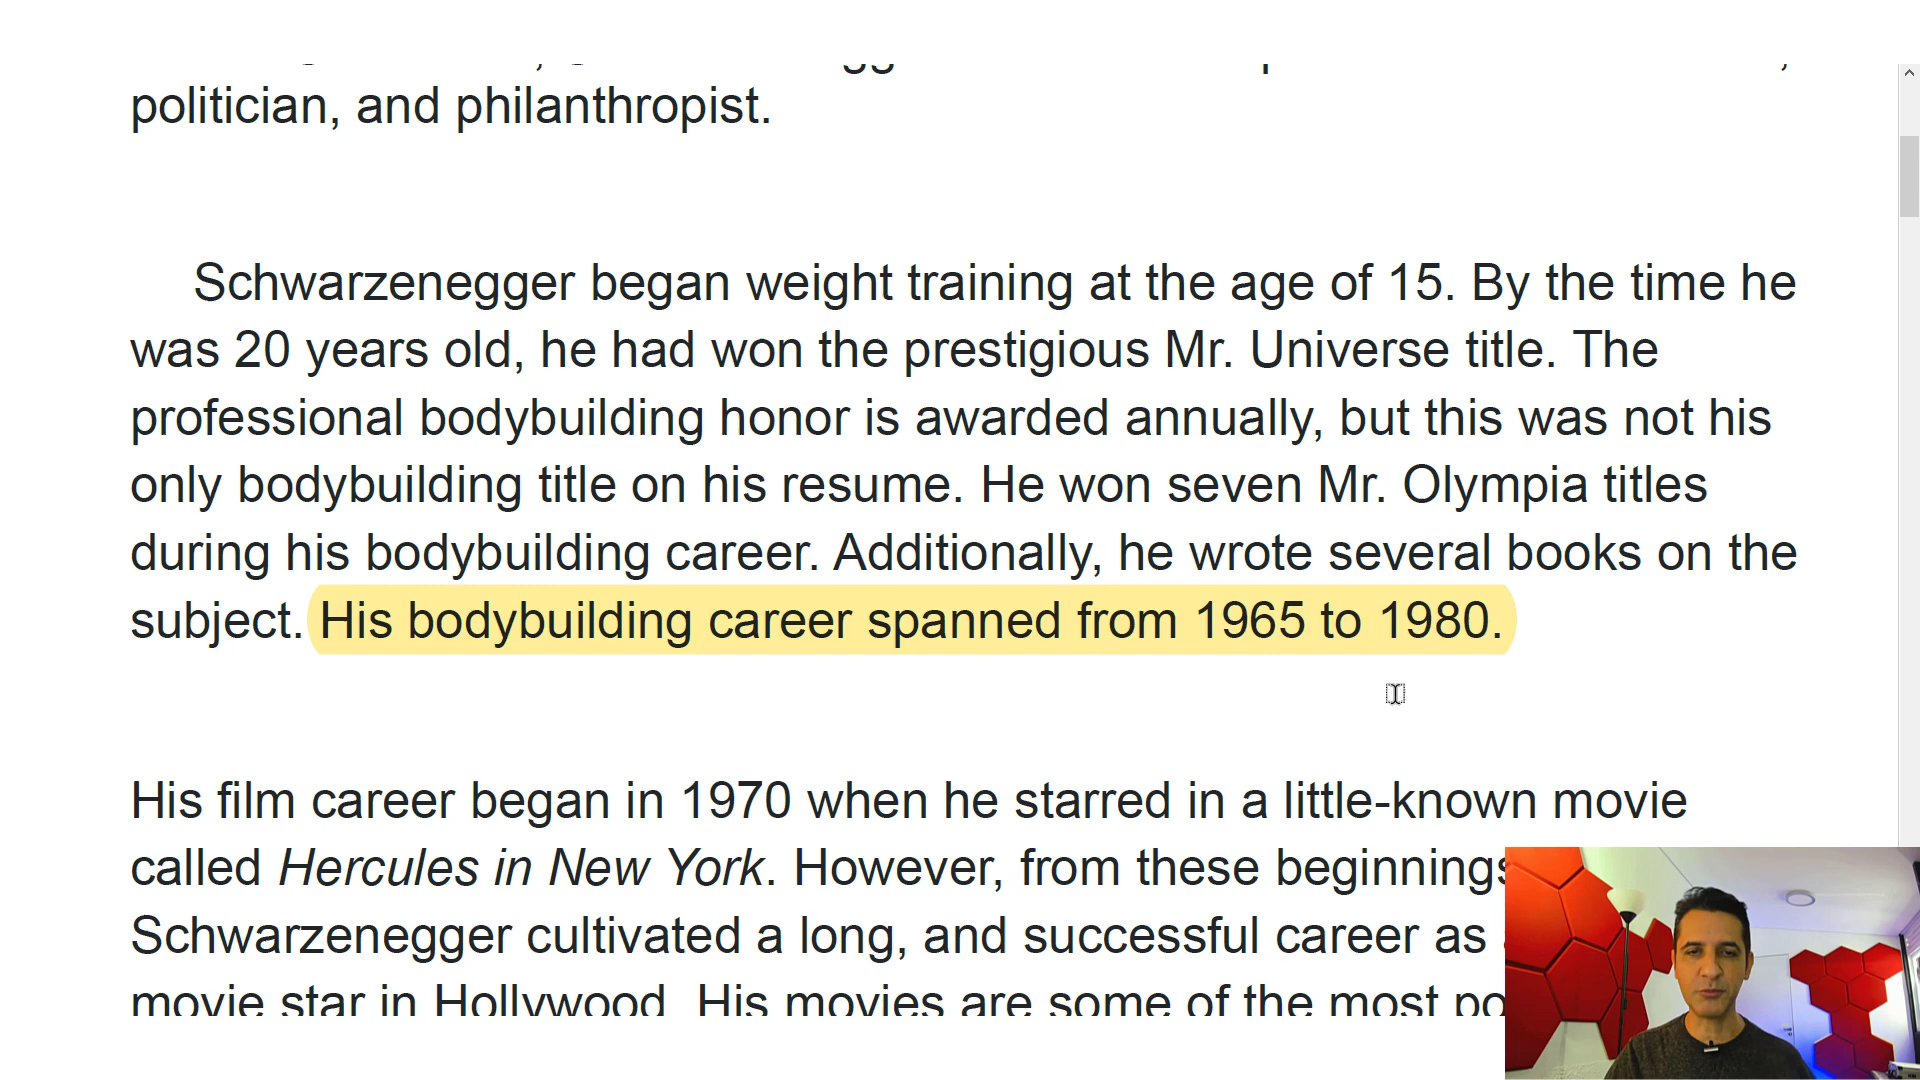 politician, and philanthropist.
Schwarzenegger began weight training at the age of 15. By the time he
was 20 years old, he had won the prestigious Mr. Universe title. The
professional bodybuilding honor is awarded annually, but this was not his
only bodybuilding title on his resume. He won seven Mr. Olympia titles
during his bodybuilding career. Additionally, he wrote several books on the
subject. His bodybuilding career spanned from 1965 to 1980.
His film career began in 1970 when he starred in a little-known movie
called Hercules in New York. However, from these beginnings
Schwarzenegger cultivated a long, and successful career as
movie star in Hollywood. His movies are some of the most